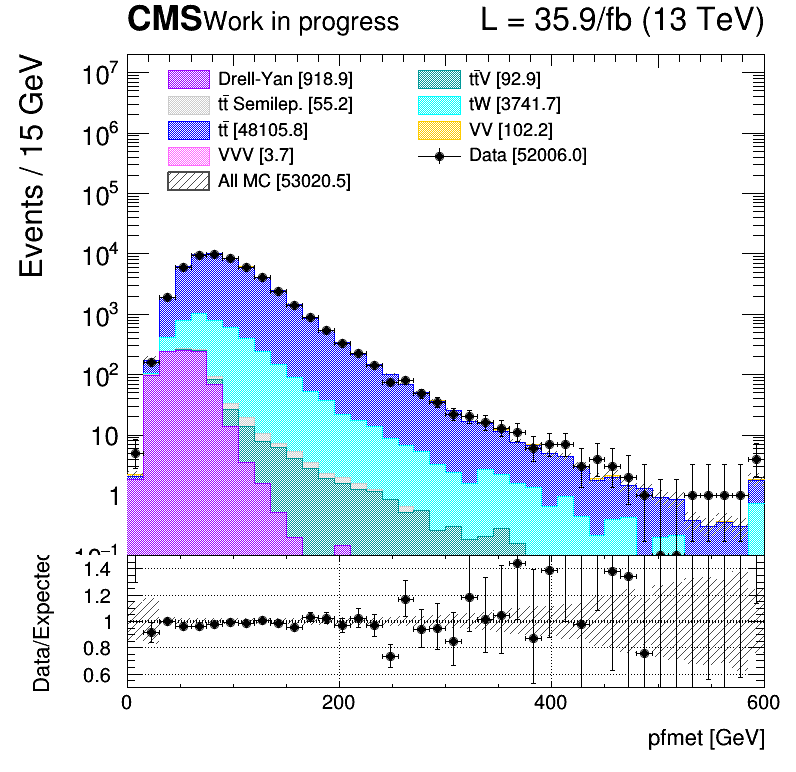 CMS Work in progress L = 35.9/fb (13 TeV)
Events / 15 GeV
Drell-Yan [918.9] tt̄V [92.9]
tt̄ Semilep. [55.2] tW [3741.7]
tt̄ [48105.8] VV [102.2]
VVV [3.7] Data [52006.0]
All MC [53020.5]
10⁷
10⁶
10⁵
10⁴
10³
10²
10
1
10⁻¹
Data/Expected
1.4
1.2
1
0.8
0.6
0 200 400 600
pfmet [GeV]